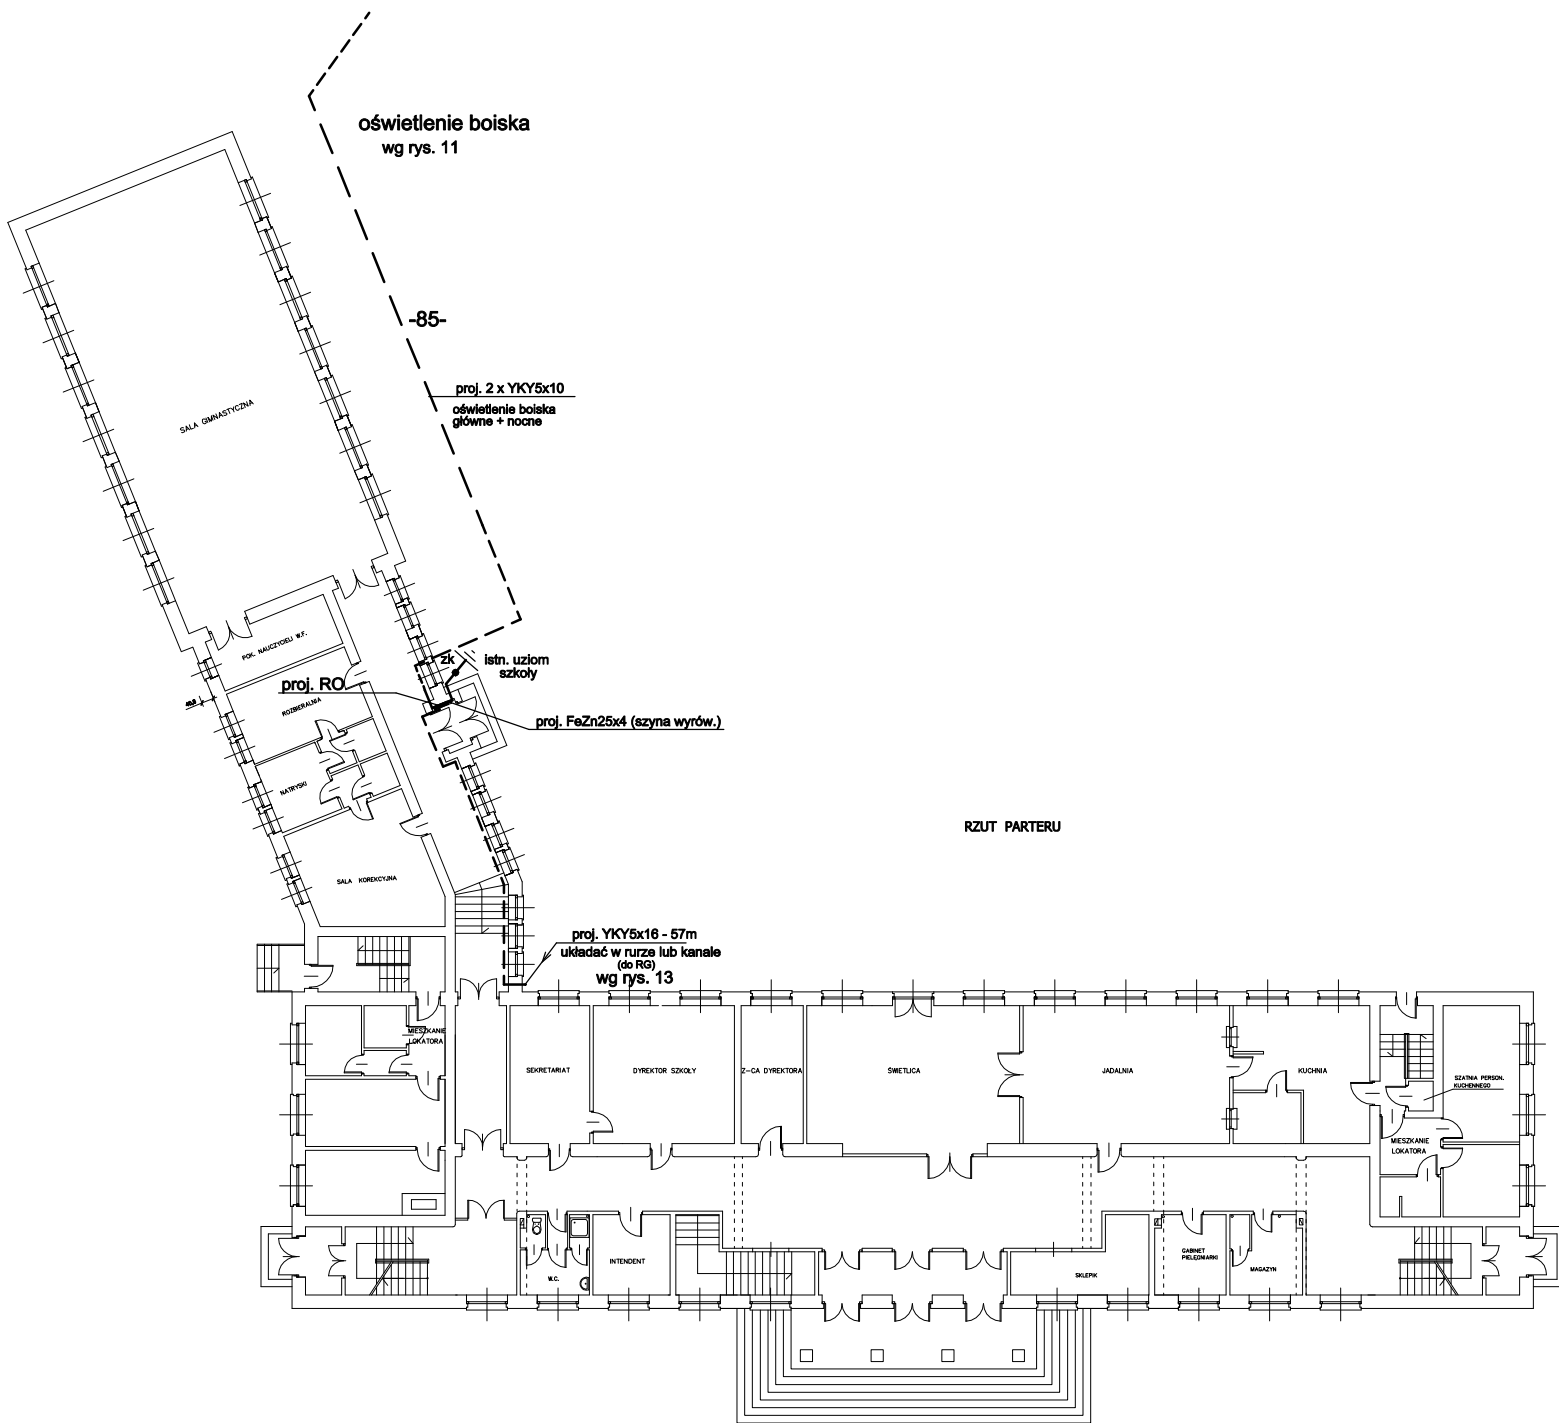 oświetlenie boiska
wg rys. 11
-85-
proj. 2 x YKY5x10
oświetlenie boiska
główne + nocne
SALA GIMNASTYCZNA
POK. NAUCZYCIELI W.F.
zk
istn. uziom
szkoły
proj. RO
ROZBIERALNIA
proj. FeZn25x4 (szyna wyrów.)
NATRYSKI
RZUT PARTERU
SALA KOREKCYJNA
proj. YKY5x16 - 57m
układać w rurze lub kanale
(do RG)
wg rys. 13
MIESZKANIE
LOKATORA
SEKRETARIAT
DYREKTOR SZKOŁY
Z-CA DYREKTORA
ŚWIETLICA
JADALNIA
KUCHNIA
SZATNIA PERSON.
KUCHENNEGO
MIESZKANIE
LOKATORA
W.C.
INTENDENT
SKLEPIK
GABINET
PIELĘGNIARKI
MAGAZYN